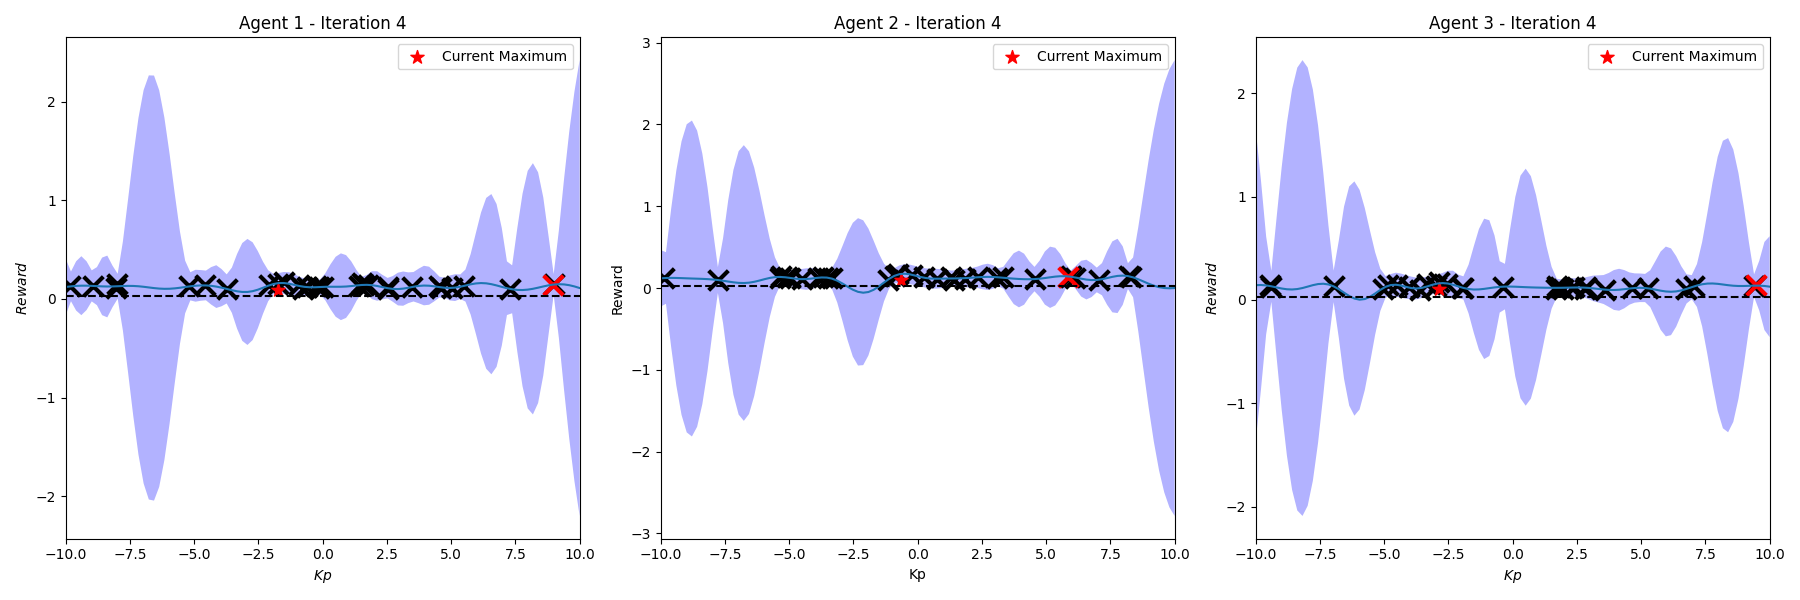 Agent 1 - Iteration 4
Current Maximum
Reward
2
1
0
−1
−2
−10.0 −7.5 −5.0 −2.5 0.0 2.5 5.0 7.5 10.0
Kp
Agent 2 - Iteration 4
Current Maximum
Reward
3
2
1
0
−1
−2
−3
−10.0 −7.5 −5.0 −2.5 0.0 2.5 5.0 7.5 10.0
Kp
Agent 3 - Iteration 4
Current Maximum
Reward
2
1
0
−1
−2
−10.0 −7.5 −5.0 −2.5 0.0 2.5 5.0 7.5 10.0
Kp